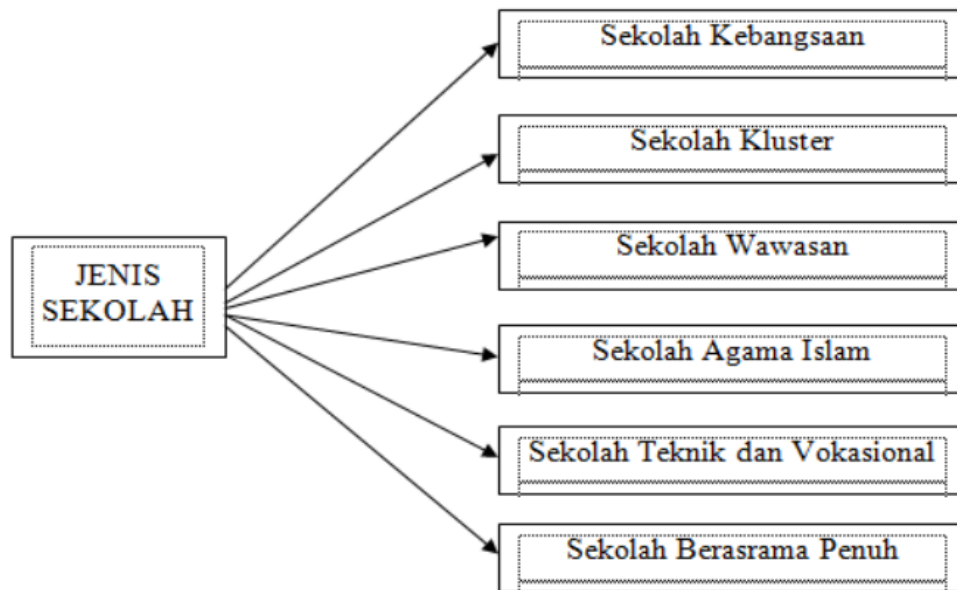 Sekolah Kebangsaan
Sekolah Kluster
Sekolah Wawasan
JENIS
SEKOLAH
Sekolah Agama Islam
Sekolah Teknik dan Vokasional
Sekolah Berasrama Penuh